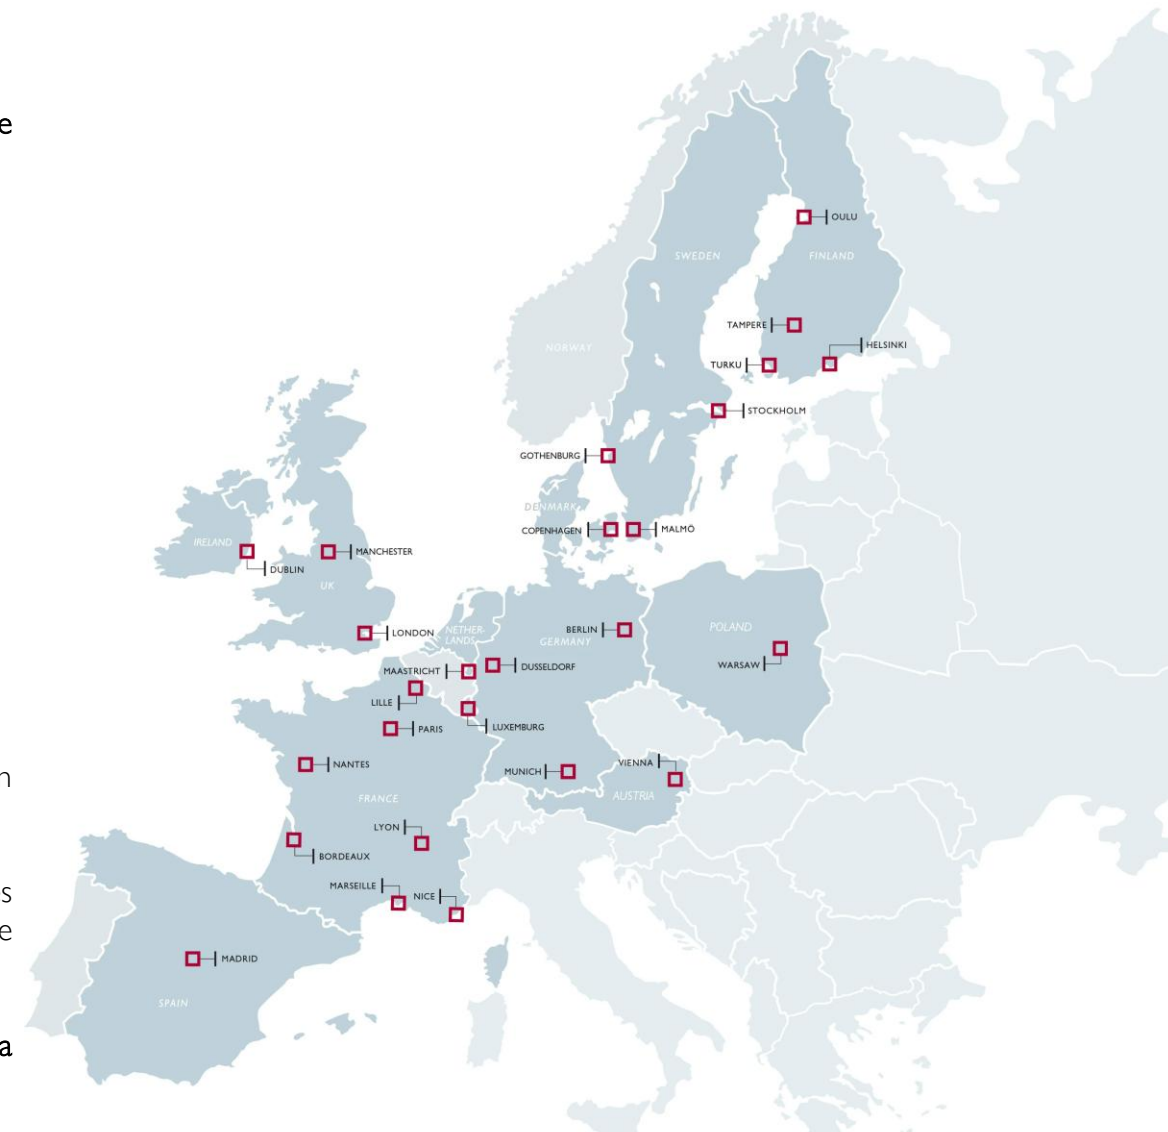 e
OULU
SWEDEN
FINLAND
TAMPERE
HELSINKI
NORWAY
TURKU
STOCKHOLM
GOTHENBURG
DENMARK
COPENHAGEN
MALMÖ
IRELAND
MANCHESTER
DUBLIN
UK
POLAND
BERLIN
LONDON
NETHER-
LANDS
GERMANY
WARSAW
MAASTRICHT
DUSSELDORF
LILLE
LUXEMBURG
PARIS
NANTES
VIENNA
MUNICH
n
FRANCE
AUSTRIA
LYON
BORDEAUX
MARSEILLE
NICE
s
e
MADRID
SPAIN
a